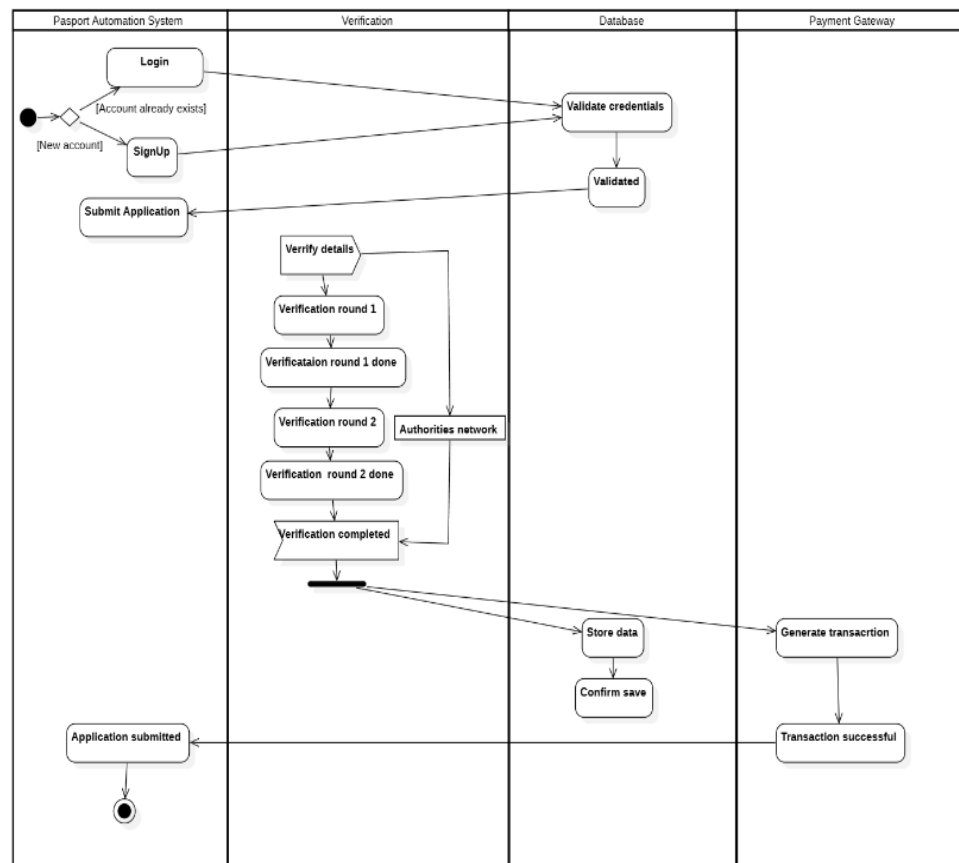 Pasport Automation System
Verification
Database
Payment Gateway
Login
[Account already exists]
Validate credentials
[New account]
SignUp
Validated
Submit Application
Verrify details
Verification round 1
Verificataion round 1 done
Verification round 2
Authorities network
Verification round 2 done
Verification completed
Store data
Generate transacrtion
Confirm save
Application submitted
Transaction successful